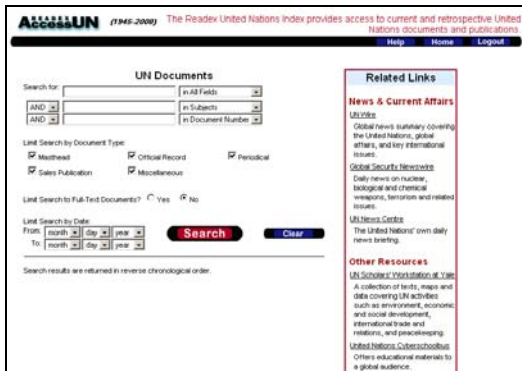 READEX
AccessUN (1945-2008) The Readex United Nations Index provides access to current and retrospective United
Nations documents and publications.
Help Home Logout
UN Documents
Search for: in All Fields
AND in Subjects
AND in Document Number
Limit Search by Document Type:
Masthead Official Record Periodical
Sales Publication Miscellaneous
Limit Search to Full-Text Documents? Yes No
Limit Search by Date:
From: month day year
To: month day year
Search Clear
Search results are returned in reverse chronological order.
Related Links
News & Current Affairs
UN Wire
Global news summary covering
the United Nations, global
affairs, and key international
issues.
Global Security Newswire
Daily news on nuclear,
biological and chemical
weapons, terrorism and related
issues.
UN News Centre
The United Nations' own daily
news briefing.
Other Resources
UN Scholars' Workstation at Yale
A collection of texts, maps and
data covering UN activities
such as environment, economic
and social development,
international trade and
relations, and peacekeeping.
United Nations Cyberschoolbus
Offers educational materials to
a global audience.